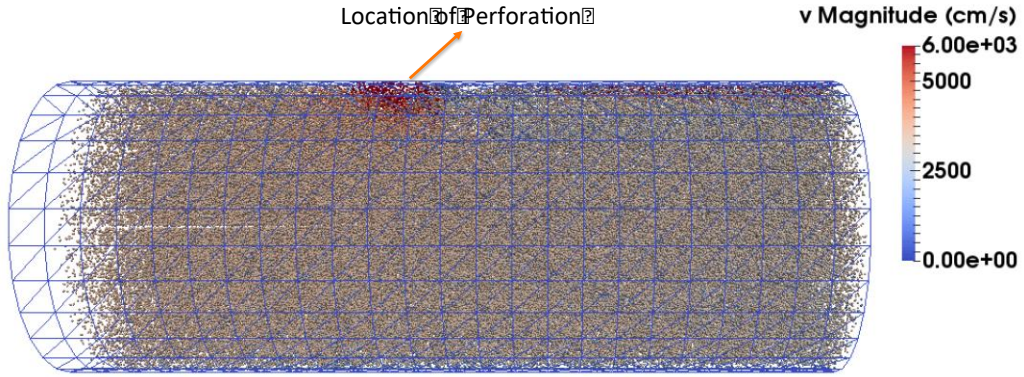 Location of Perforation
v Magnitude (cm/s)
6.00e+03
5000
2500
0.00e+00